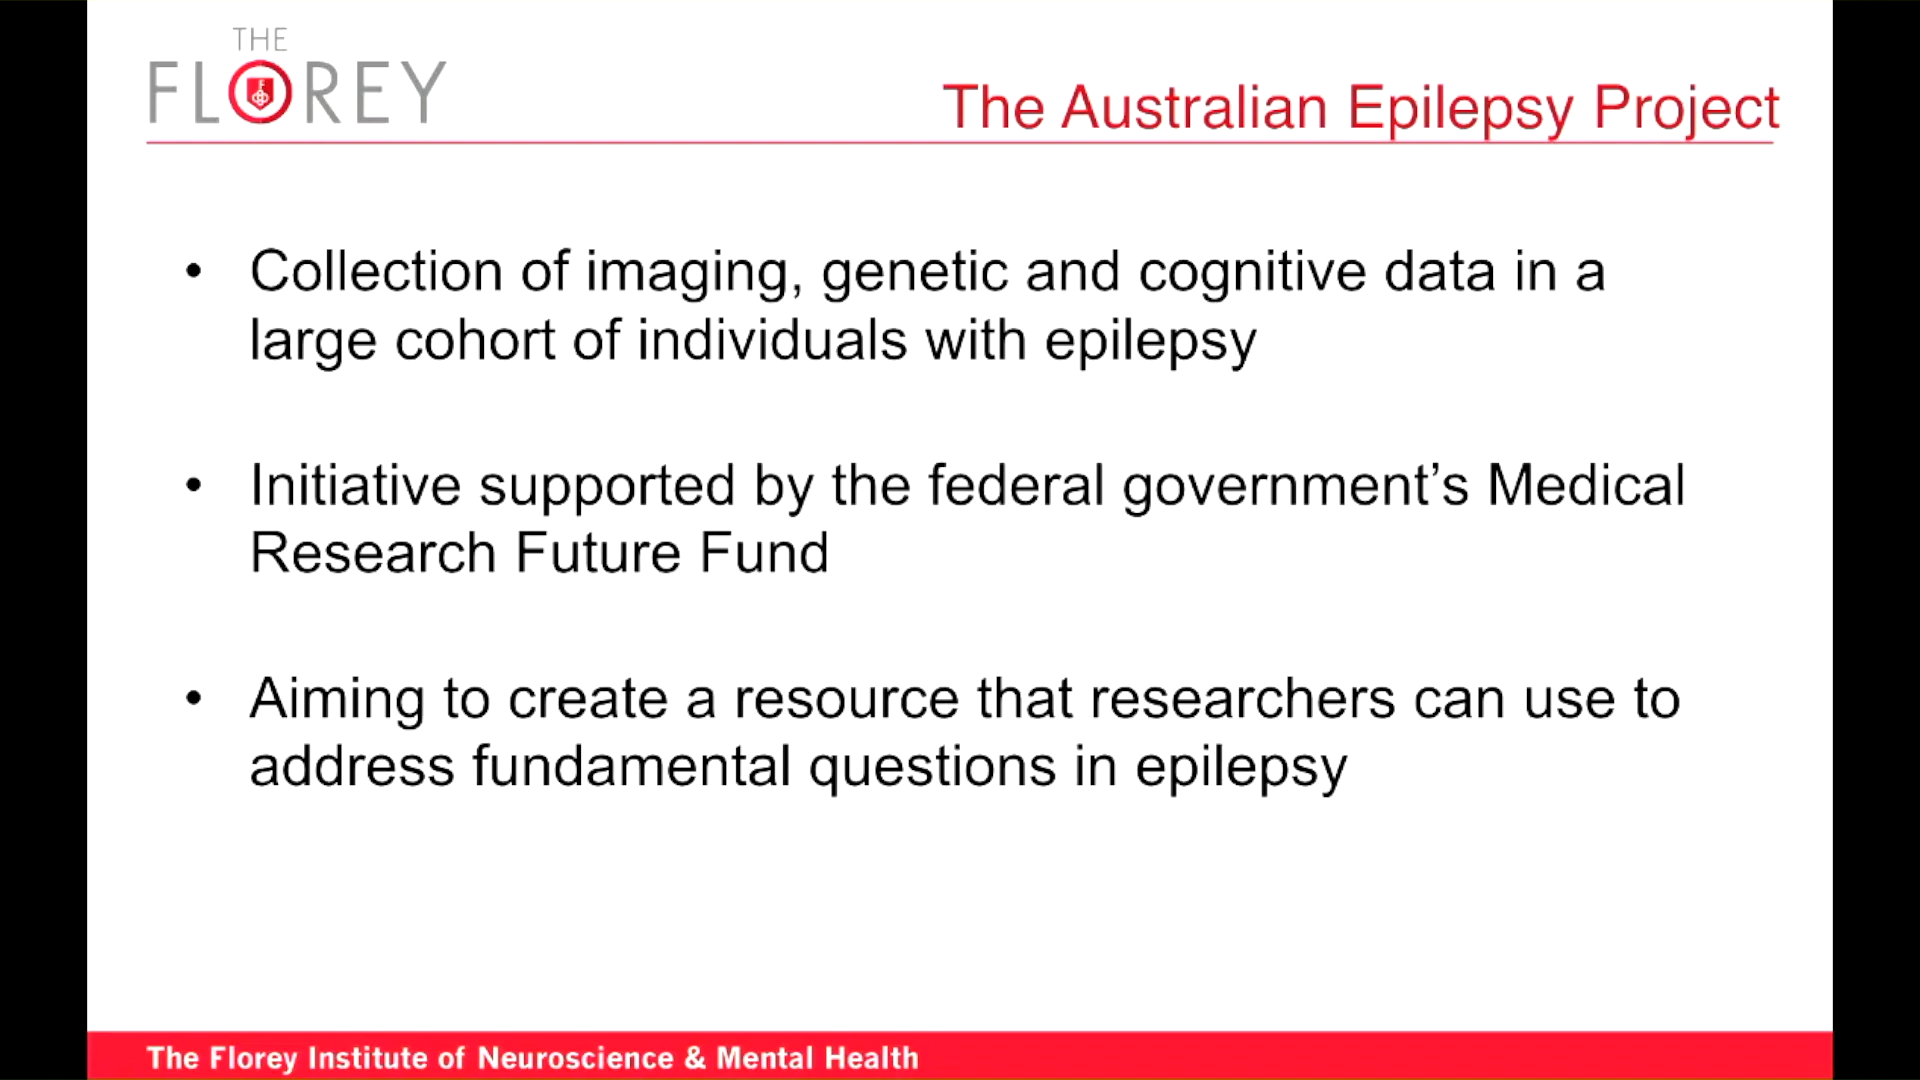 THE
FLOREY
The Australian Epilepsy Project
• Collection of imaging, genetic and cognitive data in a
large cohort of individuals with epilepsy
• Initiative supported by the federal government’s Medical
Research Future Fund
• Aiming to create a resource that researchers can use to
address fundamental questions in epilepsy
The Florey Institute of Neuroscience & Mental Health